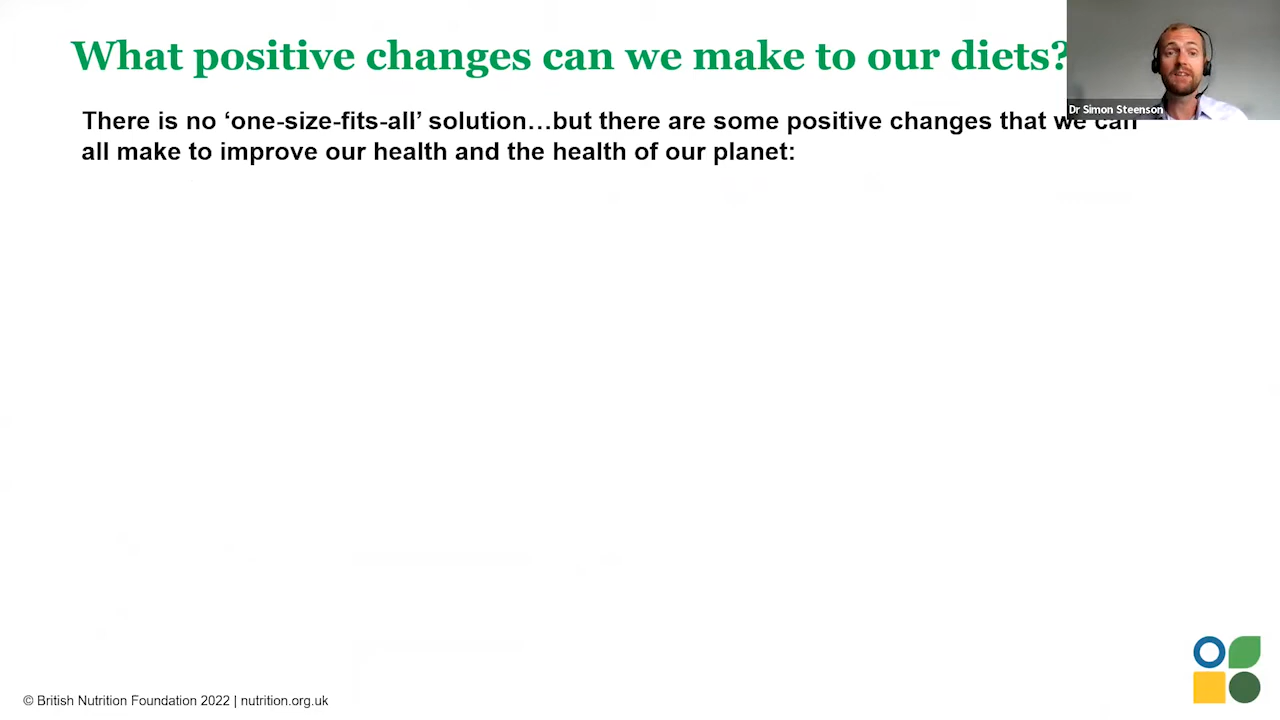 What positive changes can we make to our diets?
Dr Simon Steenson
There is no ‘one-size-fits-all’ solution…but there are some positive changes that we can
all make to improve our health and the health of our planet:
© British Nutrition Foundation 2022 | nutrition.org.uk